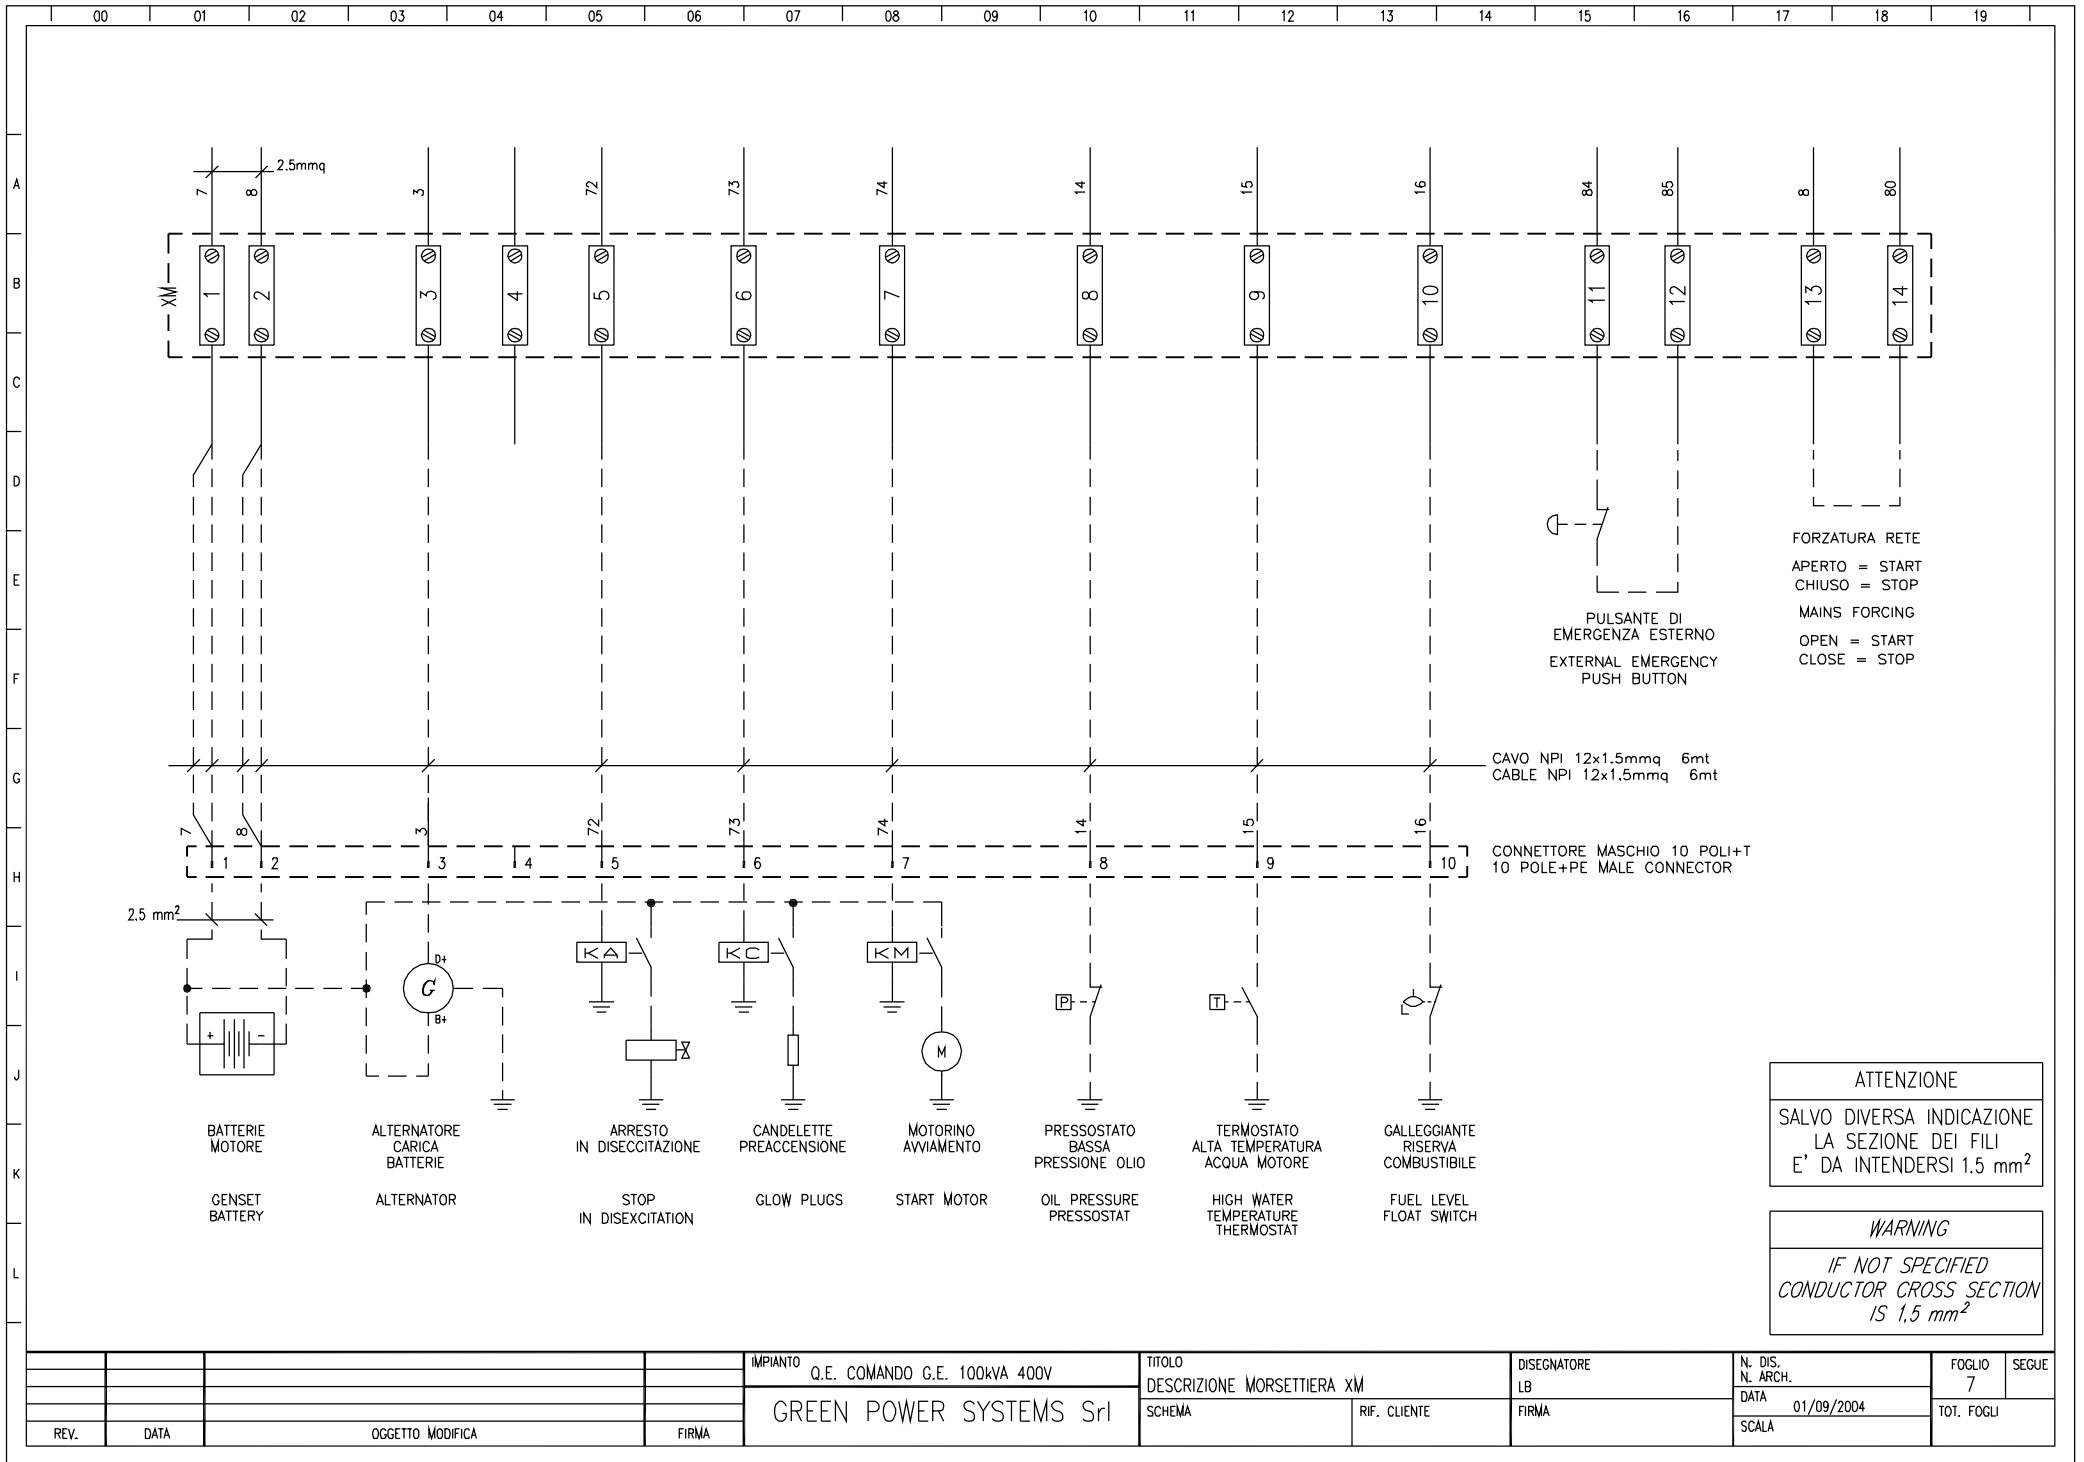 00 01 02 03 04 05 06 07 08 09 10 11 12 13 14 15 16 17 18 19
A
B
C
D
E
F
G
H
I
J
K
L
2.5mmq
7 8 3 72 73 74 14 15 16 84 85 8 80
XM
1 2 3 4 5 6 7 8 9 10 11 12 13 14
FORZATURA RETE
APERTO = START
CHIUSO = STOP
MAINS FORCING
OPEN = START
CLOSE = STOP
PULSANTE DI
EMERGENZA ESTERNO
EXTERNAL EMERGENCY
PUSH BUTTON
CAVO NPI 12x1.5mmq 6mt
CABLE NPI 12x1.5mmq 6mt
7 8 3 72 73 74 14 15 16
1 2 3 4 5 6 7 8 9 10
CONNETTORE MASCHIO 10 POLI+T
10 POLE+PE MALE CONNECTOR
2.5 mm²
D+
G
B+
KA
KC
KM
M
P
T
+ -
BATTERIE
MOTORE
GENSET
BATTERY
ALTERNATORE
CARICA
BATTERIE
ALTERNATOR
ARRESTO
IN DISECCITAZIONE
STOP
IN DISEXCITATION
CANDELETTE
PREACCENSIONE
GLOW PLUGS
MOTORINO
AVVIAMENTO
START MOTOR
PRESSOSTATO
BASSA
PRESSIONE OLIO
OIL PRESSURE
PRESSOSTAT
TERMOSTATO
ALTA TEMPERATURA
ACQUA MOTORE
HIGH WATER
TEMPERATURE
THERMOSTAT
GALLEGGIANTE
RISERVA
COMBUSTIBILE
FUEL LEVEL
FLOAT SWITCH
ATTENZIONE
SALVO DIVERSA INDICAZIONE
LA SEZIONE DEI FILI
E' DA INTENDERSI 1.5 mm²
WARNING
IF NOT SPECIFIED
CONDUCTOR CROSS SECTION
IS 1,5 mm²
REV. DATA OGGETTO MODIFICA FIRMA
IMPIANTO
Q.E. COMANDO G.E. 100kVA 400V
GREEN POWER SYSTEMS Srl
TITOLO
DESCRIZIONE MORSETTIERA XM
SCHEMA
RIF. CLIENTE
DISEGNATORE
LB
FIRMA
N. DIS.
N. ARCH.
DATA
01/09/2004
SCALA
FOGLIO
7
SEGUE
TOT. FOGLI